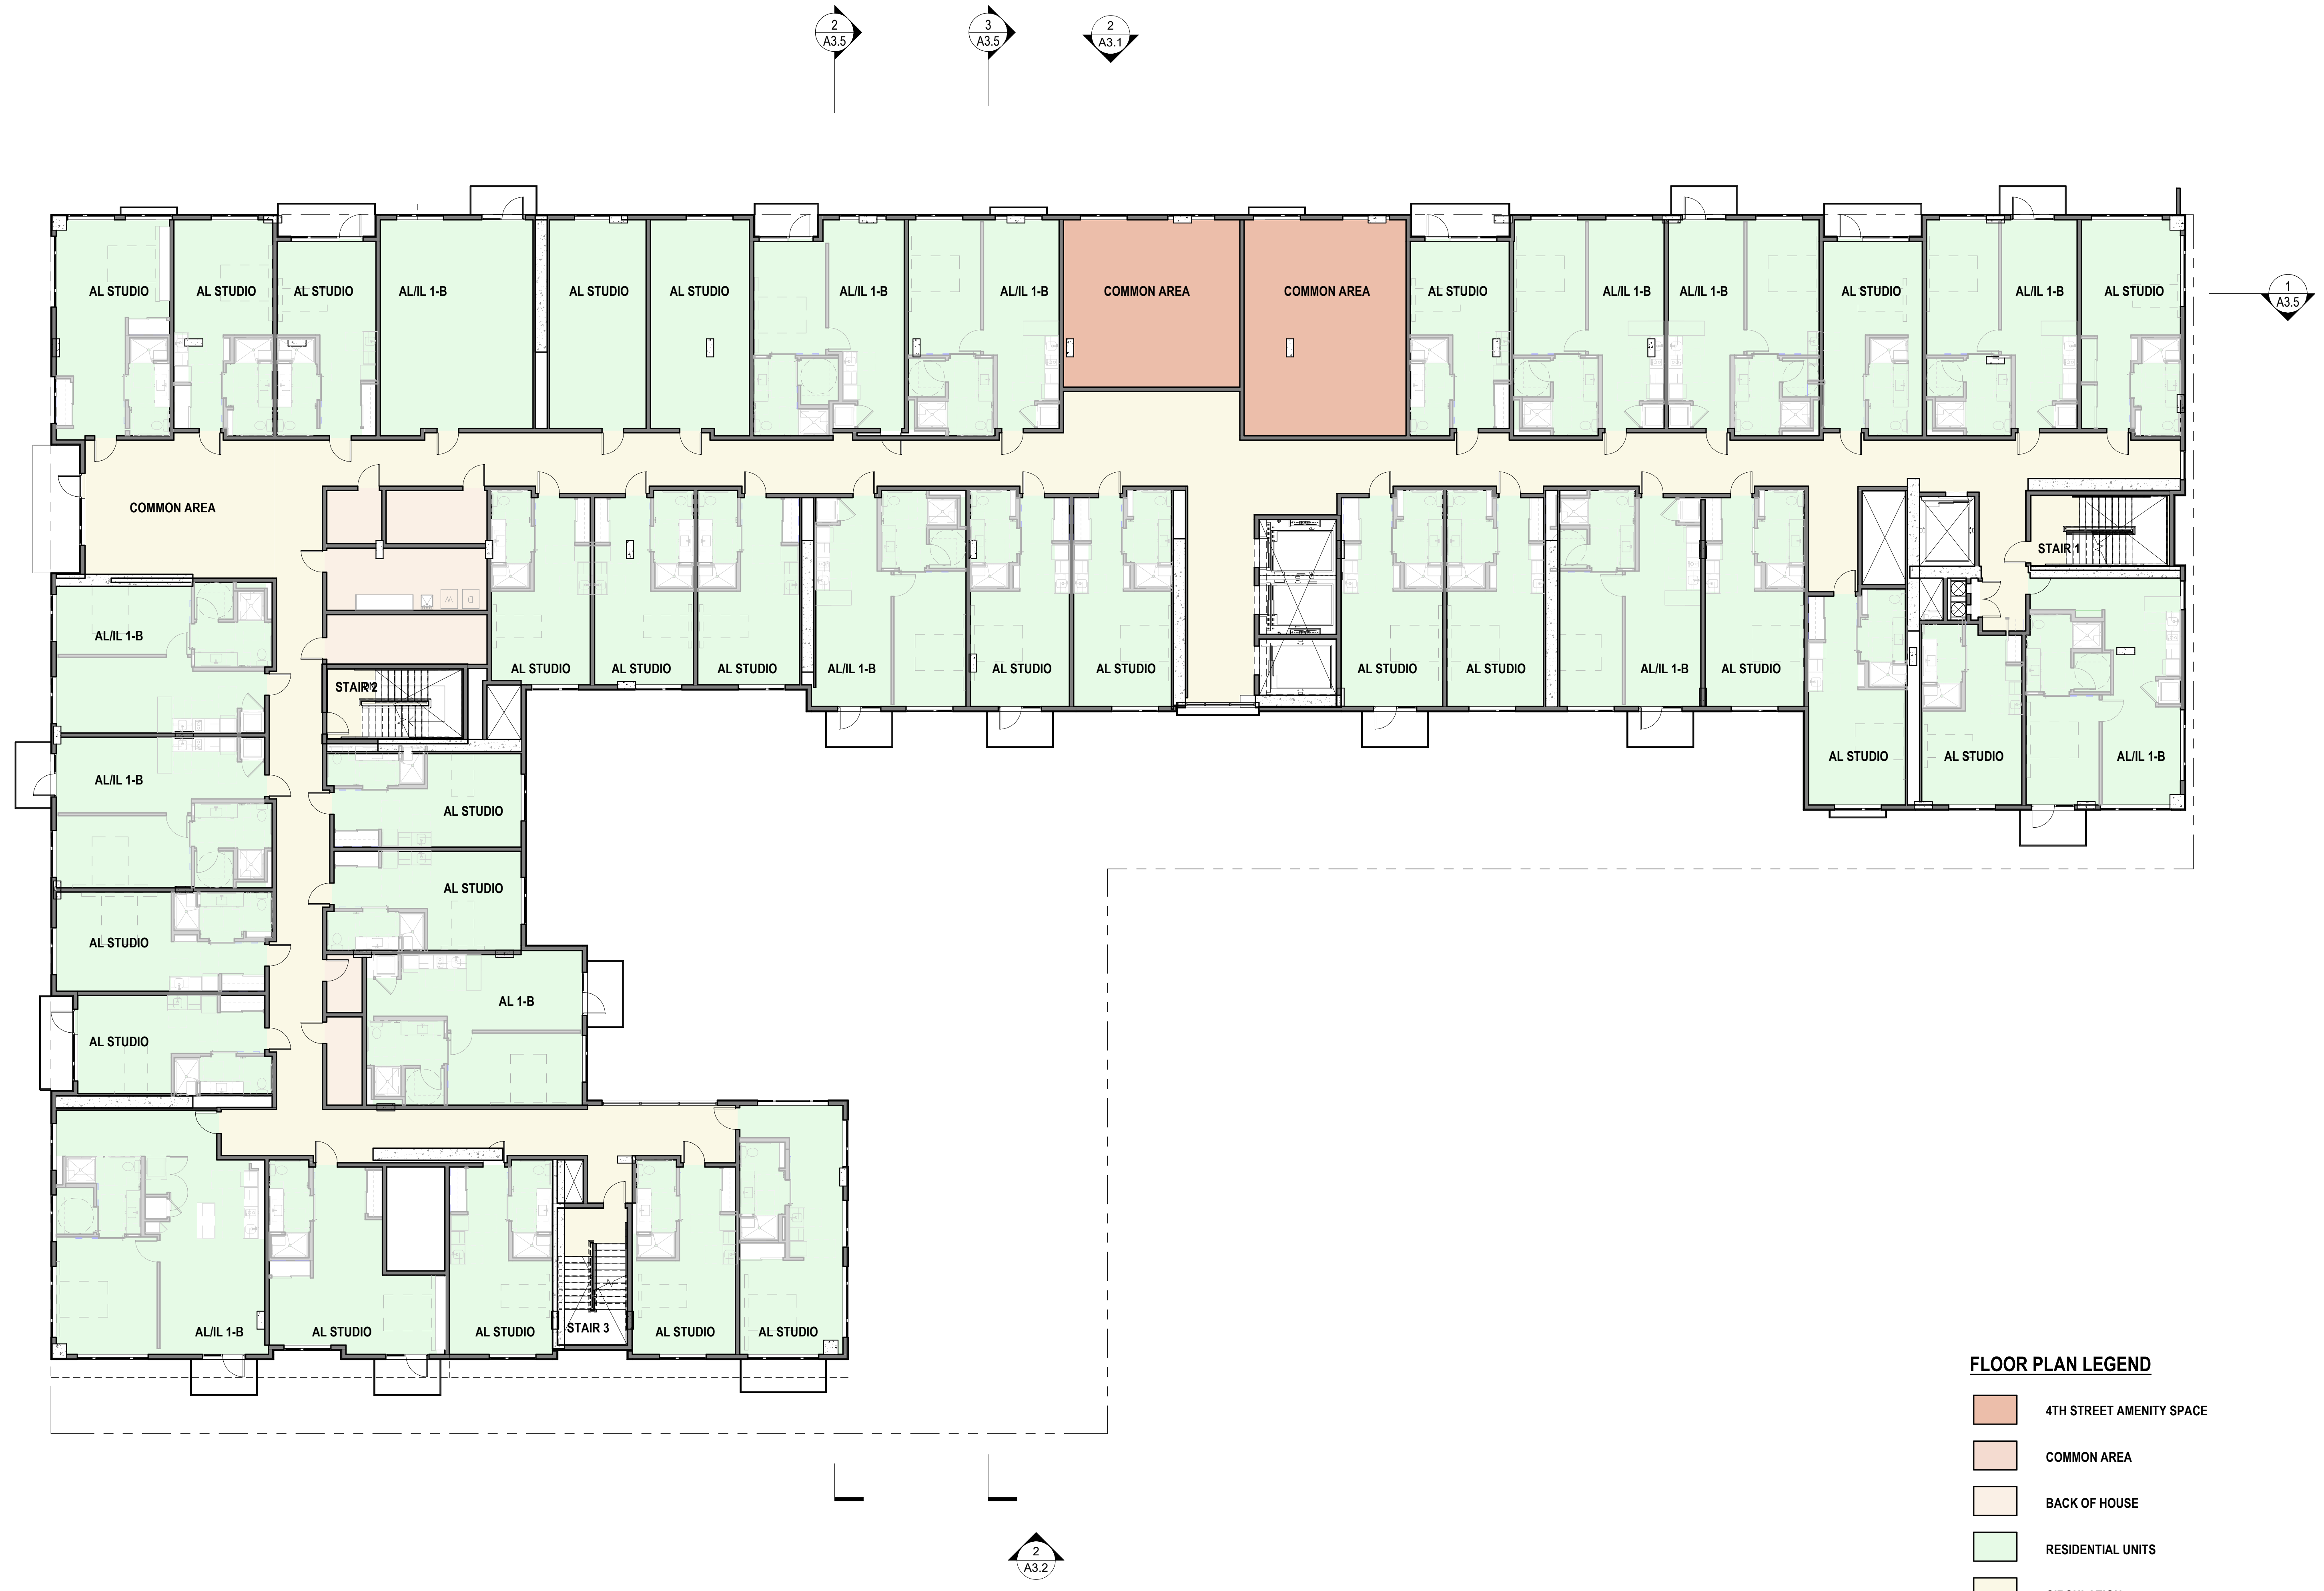 2
A3.5
3
A3.5
2
A3.1
AL STUDIO
AL STUDIO
AL STUDIO
AL/IL 1-B
AL STUDIO
AL STUDIO
AL/IL 1-B
AL/IL 1-B
COMMON AREA
COMMON AREA
AL STUDIO
AL/IL 1-B
AL/IL 1-B
AL STUDIO
AL/IL 1-B
AL STUDIO
1
A3.5
COMMON AREA
STAIR 1
AL/IL 1-B
AL STUDIO
AL STUDIO
AL STUDIO
AL/IL 1-B
AL STUDIO
AL STUDIO
AL STUDIO
AL STUDIO
AL/IL 1-B
AL STUDIO
STAIR 2
AL STUDIO
AL STUDIO
AL/IL 1-B
AL/IL 1-B
AL STUDIO
AL STUDIO
AL STUDIO
AL 1-B
AL STUDIO
AL/IL 1-B
AL STUDIO
AL STUDIO
STAIR 3
AL STUDIO
AL STUDIO
FLOOR PLAN LEGEND
4TH STREET AMENITY SPACE
COMMON AREA
BACK OF HOUSE
RESIDENTIAL UNITS
2
A3.2